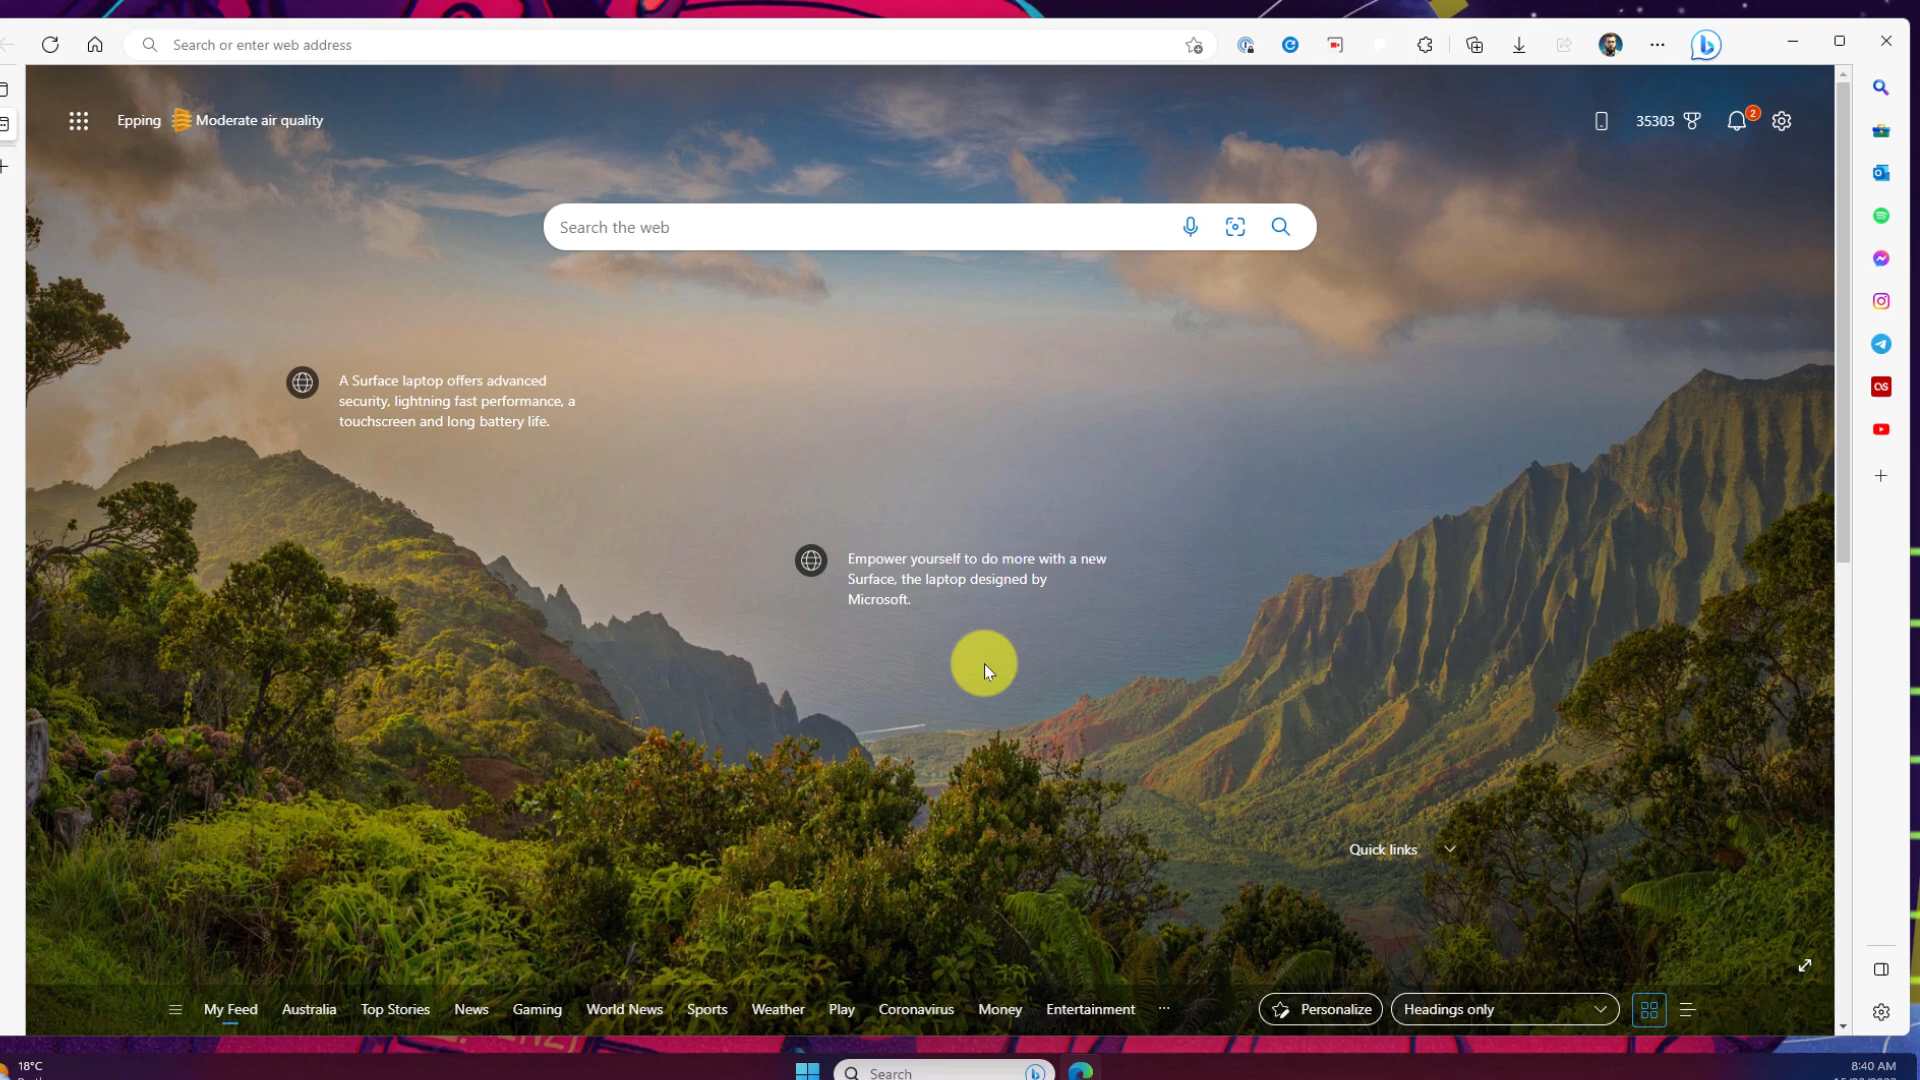 Search or enter web address
Epping Moderate air quality
35303
2
Search the web
A Surface laptop offers advanced
security, lightning fast performance, a
touchscreen and long battery life.
Empower yourself to do more with a new
Surface, the laptop designed by
Microsoft.
Quick links
My Feed Australia Top Stories News Gaming World News Sports Weather Play Coronavirus Money Entertainment ... Personalize Headings only
18°C
Search
8:40 AM